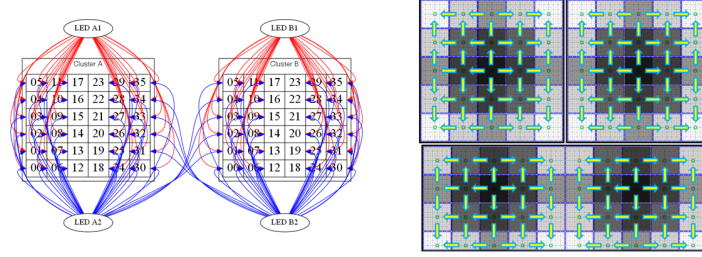 LED A1 LED B1
Cluster A Cluster B
05 11 17 23 29 35 05 11 17 23 29 35
04 10 16 22 28 34 04 10 16 22 28 34
03 09 15 21 27 33 03 09 15 21 27 33
02 08 14 20 26 32 02 08 14 20 26 32
01 07 13 19 25 31 01 07 13 19 25 31
00 06 12 18 24 30 00 06 12 18 24 30
LED A2 LED B2